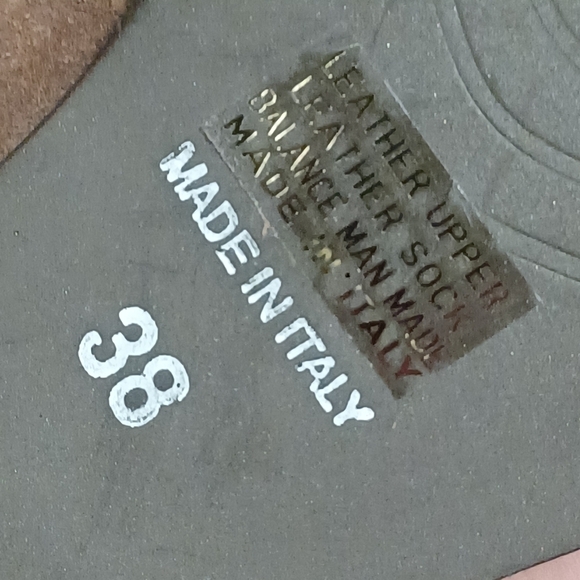 LEATHER UPPER
LEATHER SOCK
BALANCE MAN MADE
MADE IN ITALY
MADE IN ITALY
38